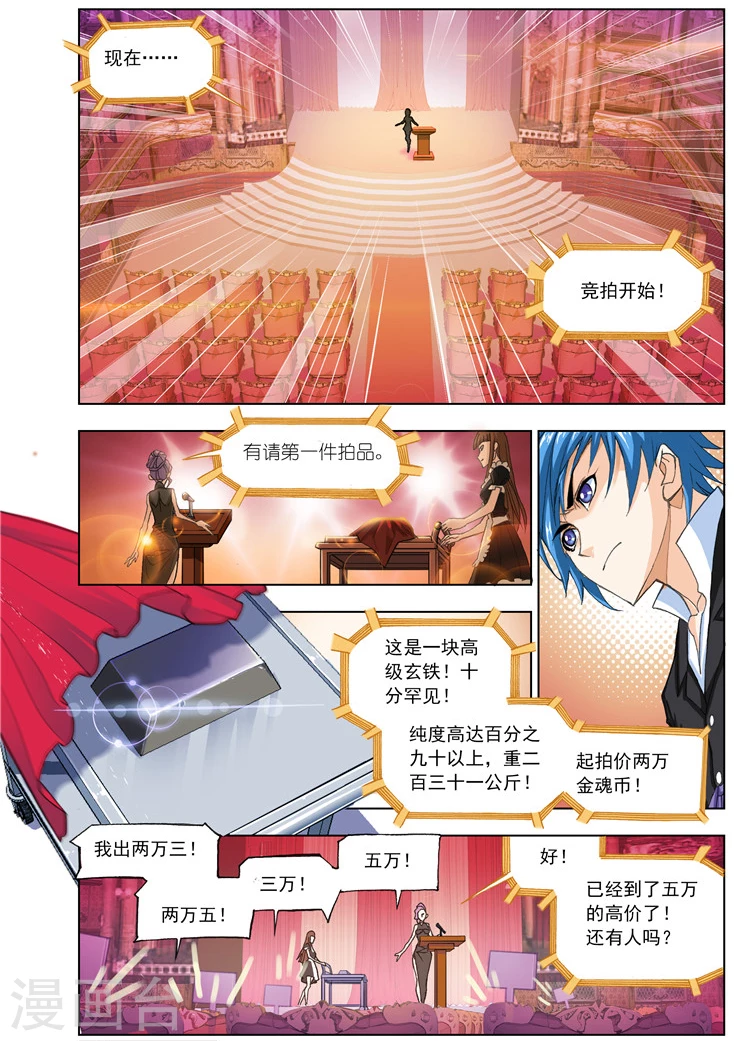 现在……
竞拍开始！
有请第一件拍品。
这是一块高
级玄铁！十
分罕见！
纯度高达百分之
九十以上，重二
百三十一公斤！
起拍价两万
金魂币！
我出两万三！
两万五！
三万！
五万！
好！
已经到了五万
的高价了！
还有人吗？
漫画台